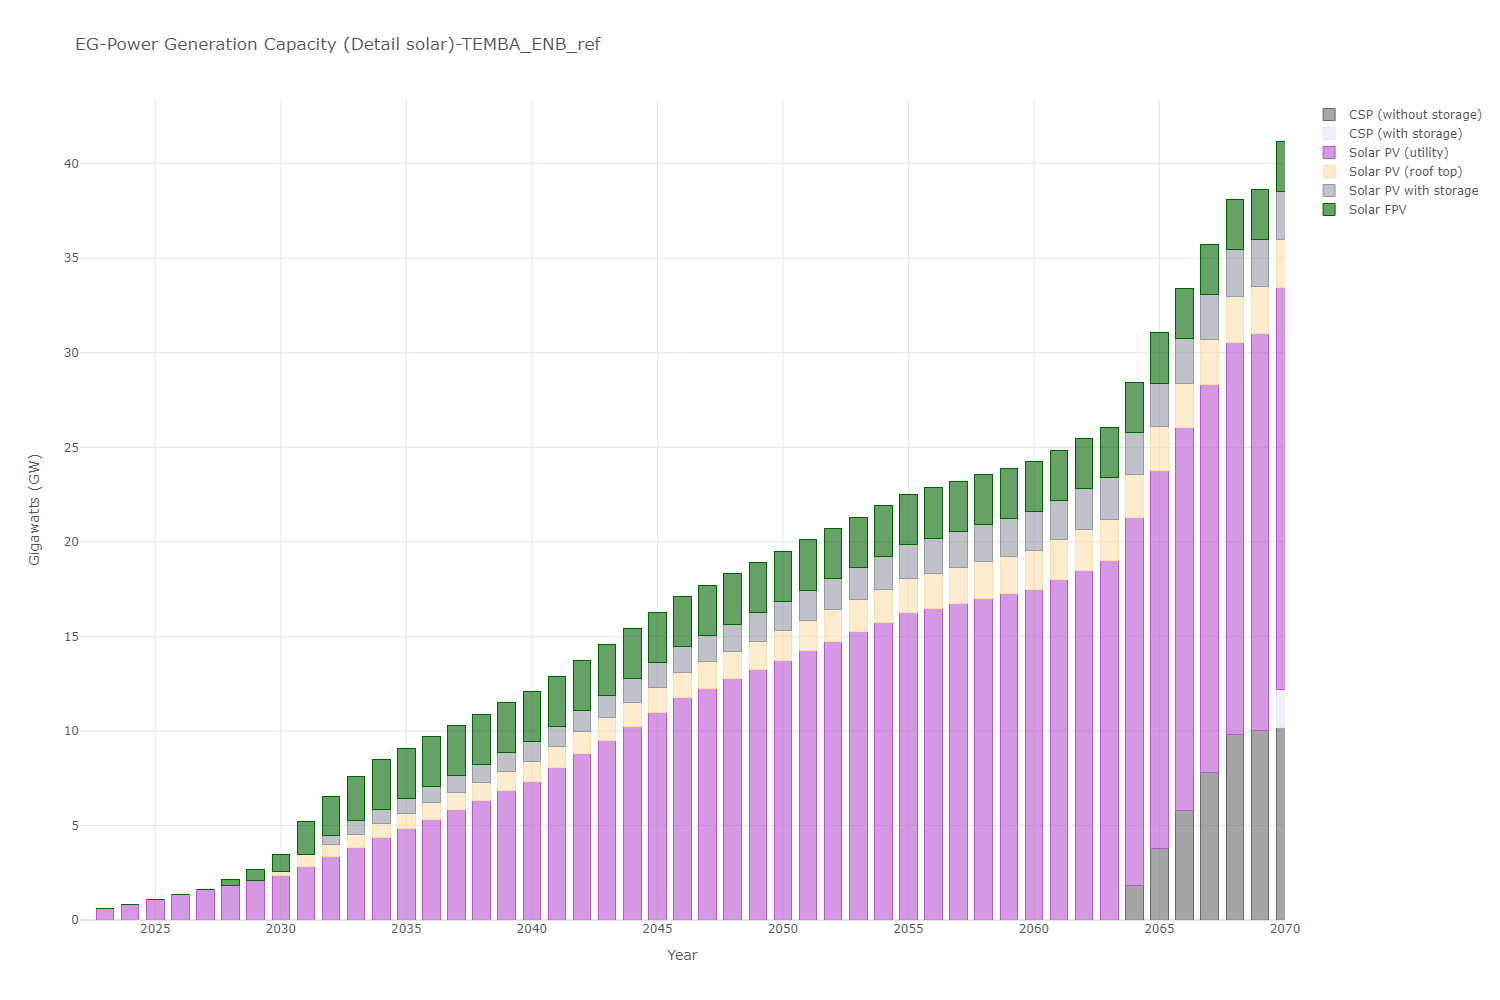 EG-Power Generation Capacity (Detail solar)-TEMBA_ENB_ref
CSP (without storage)
CSP (with storage)
Solar PV (utility)
Solar PV (roof top)
Solar PV with storage
Solar FPV
Gigawatts (GW)
40
35
30
25
20
15
10
5
0
2025 2030 2035 2040 2045 2050 2055 2060 2065 2070
Year